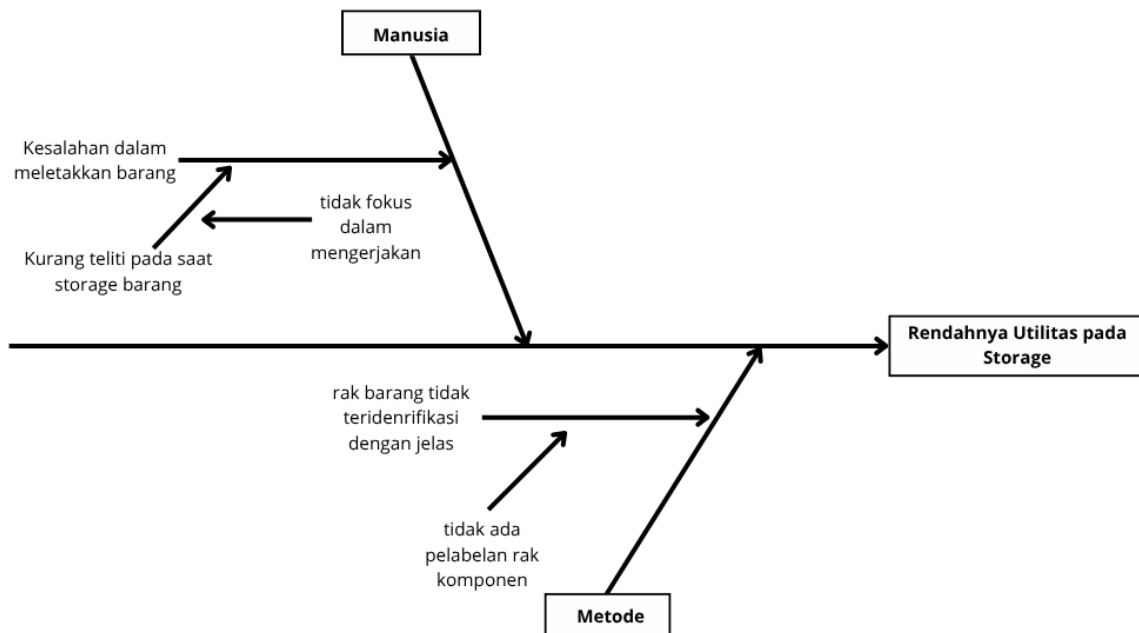 Manusia
Kesalahan dalam
meletakkan barang
tidak fokus
dalam
mengerjakan
Kurang teliti pada saat
storage barang
Rendahnya Utilitas pada
Storage
rak barang tidak
teridenrifikasi
dengan jelas
tidak ada
pelabelan rak
komponen
Metode